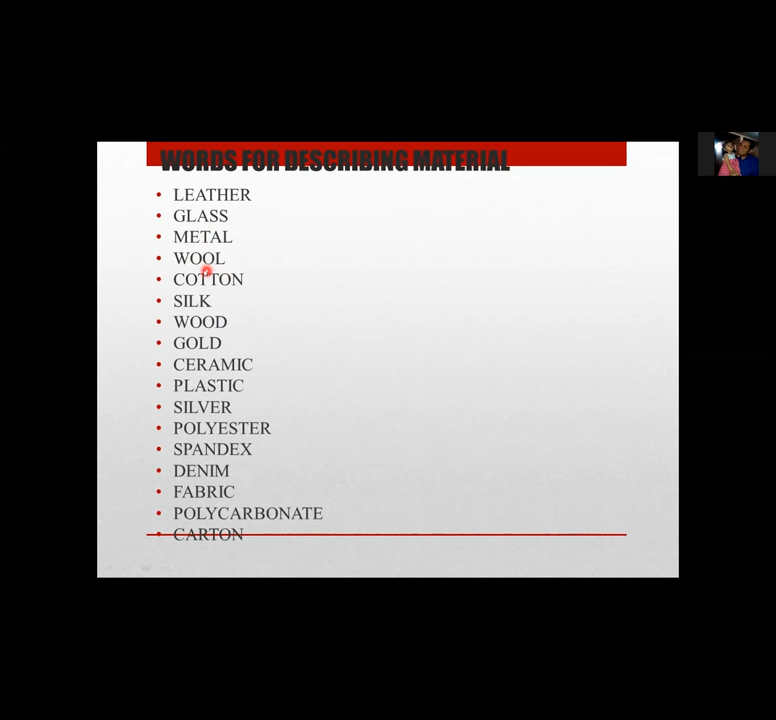 WORDS FOR DESCRIBING MATERIAL
• LEATHER
• GLASS
• METAL
• WOOL
• COTTON
• SILK
• WOOD
• GOLD
• CERAMIC
• PLASTIC
• SILVER
• POLYESTER
• SPANDEX
• DENIM
• FABRIC
• POLYCARBONATE
• CARTON